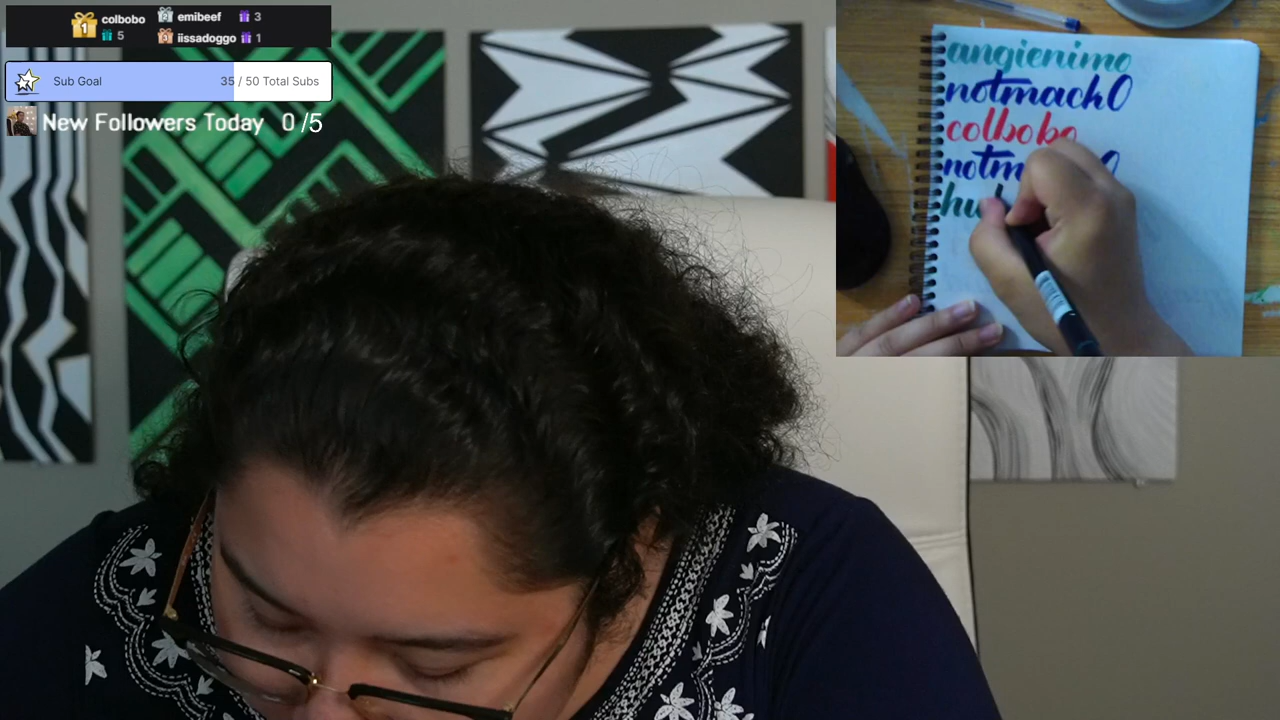 colbobo
5
emibeef 3
iissadoggo 1
Sub Goal 35 / 50 Total Subs
New Followers Today 0 /5
angienimo
notmack0
colbobo